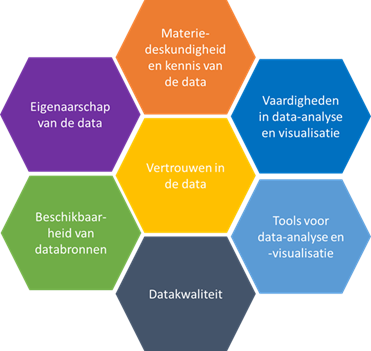 Materie-
deskundigheid
en kennis van
de data
Eigenaarschap
van de data
Vaardigheden
in data-analyse
en visualisatie
Vertrouwen in
de data
Beschikbaar-
heid van
databronnen
Tools voor
data-analyse en
-visualisatie
Datakwaliteit